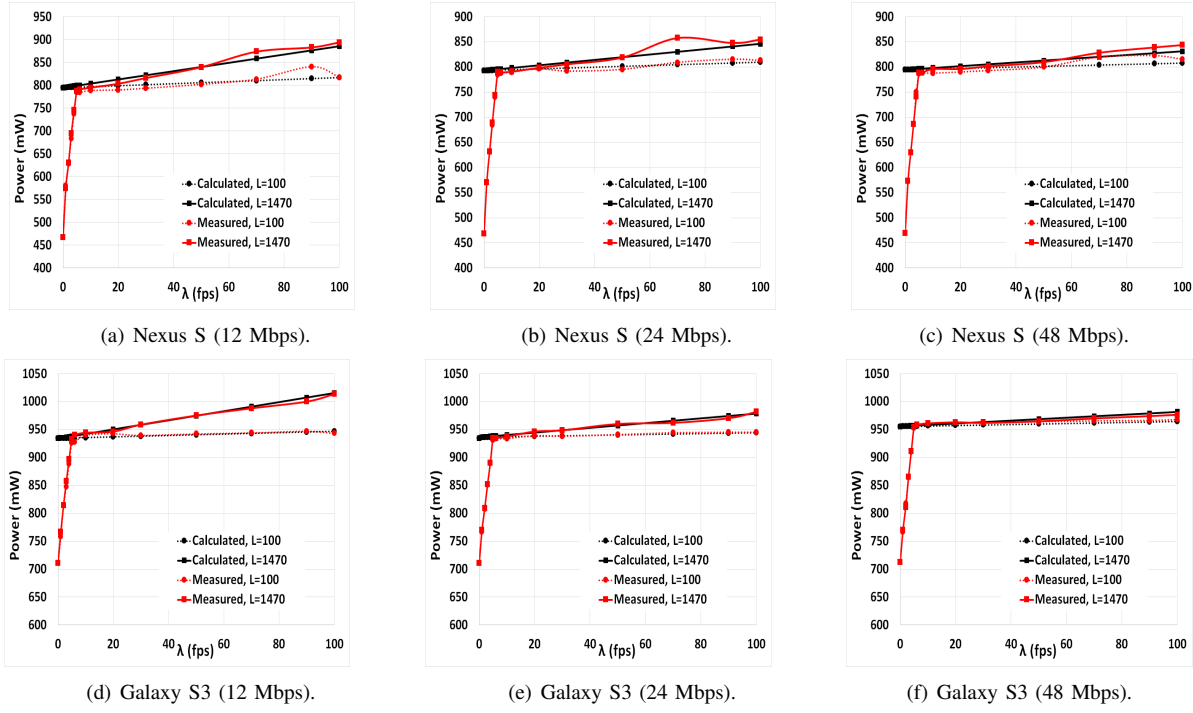 950
900
850
800
750
700
650
600
550
500
450
400
Power (mW)
Calculated, L=100
Calculated, L=1470
Measured, L=100
Measured, L=1470
0 20 40 60 80 100
λ (fps)
(a) Nexus S (12 Mbps).
900
850
800
750
700
650
600
550
500
450
400
Power (mW)
Calculated, L=100
Calculated, L=1470
Measured, L=100
Measured, L=1470
0 20 40 60 80 100
λ (fps)
(b) Nexus S (24 Mbps).
900
850
800
750
700
650
600
550
500
450
400
Power (mW)
Calculated, L=100
Calculated, L=1470
Measured, L=100
Measured, L=1470
0 20 40 60 80 100
λ (fps)
(c) Nexus S (48 Mbps).
1050
1000
950
900
850
800
750
700
650
600
Power (mW)
Calculated, L=100
Calculated, L=1470
Measured, L=100
Measured, L=1470
0 20 40 60 80 100
λ (fps)
(d) Galaxy S3 (12 Mbps).
1050
1000
950
900
850
800
750
700
650
600
Power (mW)
Calculated, L=100
Calculated, L=1470
Measured, L=100
Measured, L=1470
0 20 40 60 80 100
λ (fps)
(e) Galaxy S3 (24 Mbps).
1050
1000
950
900
850
800
750
700
650
600
Power (mW)
Calculated, L=100
Calculated, L=1470
Measured, L=100
Measured, L=1470
0 20 40 60 80 100
λ (fps)
(f) Galaxy S3 (48 Mbps).